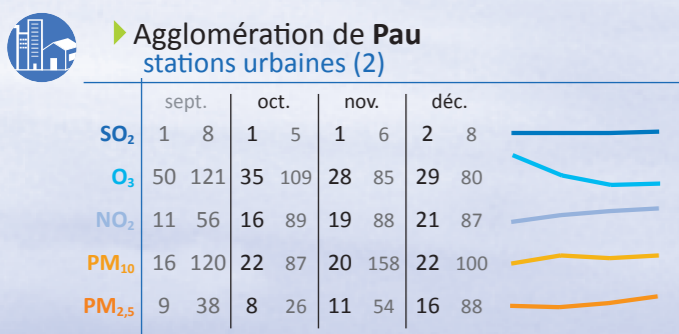 Agglomération de Pau
stations urbaines (2)
sept. oct. nov. déc.
SO₂ 1 8 1 5 1 6 2 8
O₃ 50 121 35 109 28 85 29 80
NO₂ 11 56 16 89 19 88 21 87
PM₁₀ 16 120 22 87 20 158 22 100
PM₂,₅ 9 38 8 26 11 54 16 88